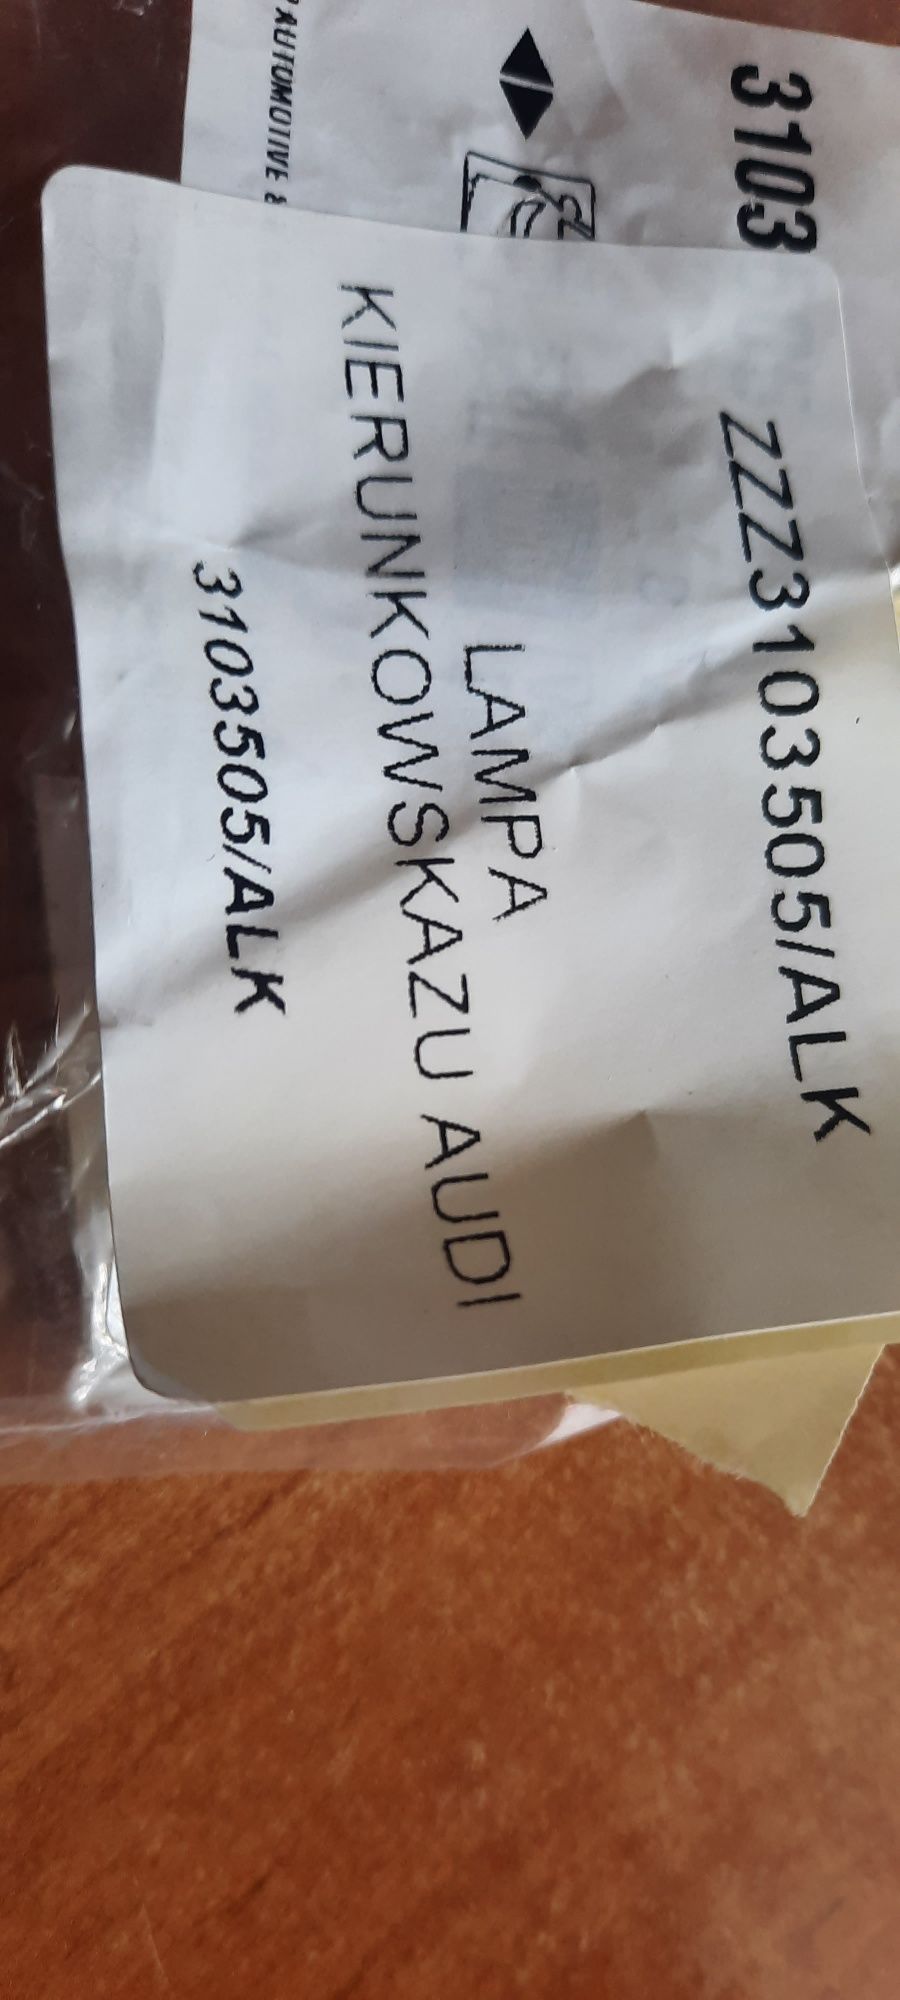 3103
ZZZ3103505/ALK
LAMPA
KIERUNKOWSKAZU AUDI
3103505/ALK
AUTOMOTIVE &